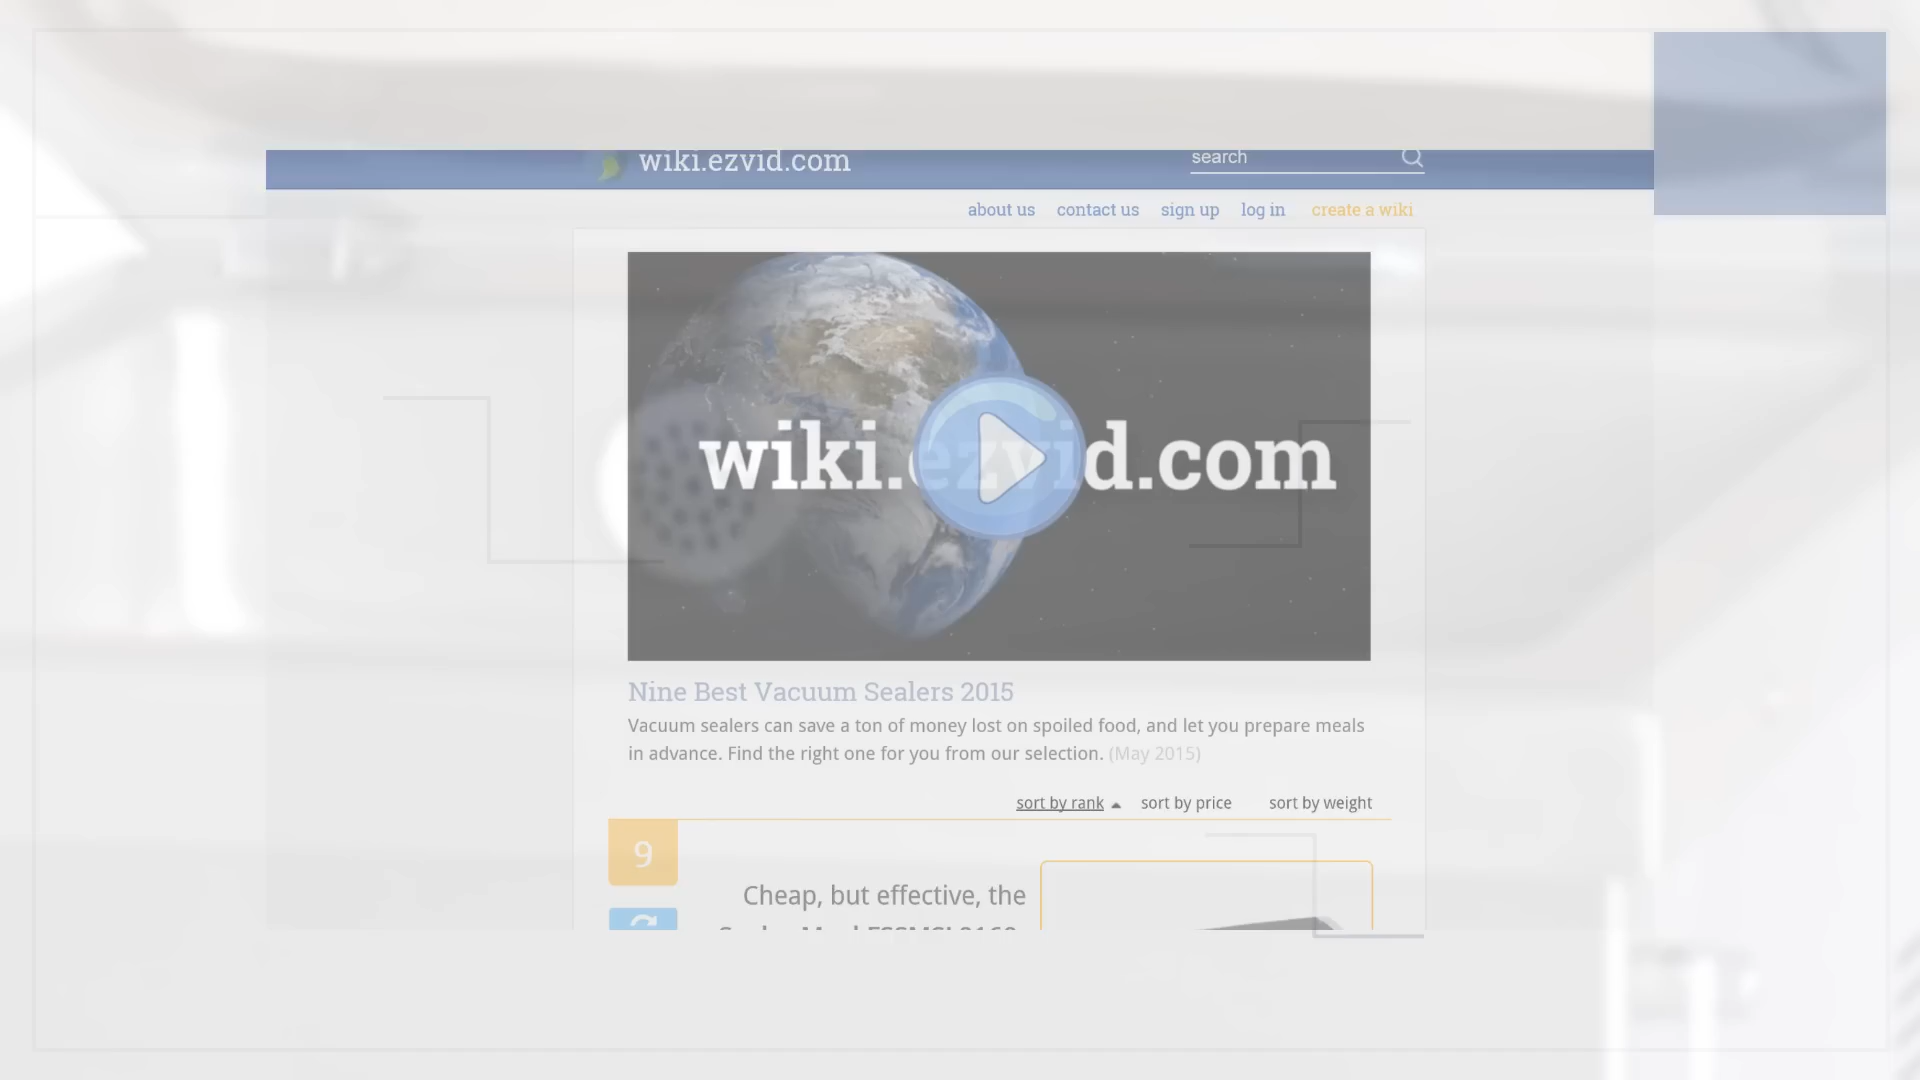 wiki.ezvid.com
search
about us contact us sign up log in create a wiki
wiki.ezvid.com
Nine Best Vacuum Sealers 2015
Vacuum sealers can save a ton of money lost on spoiled food, and let you prepare meals
in advance. Find the right one for you from our selection. (May 2015)
sort by rank sort by price sort by weight
9
Cheap, but effective, the